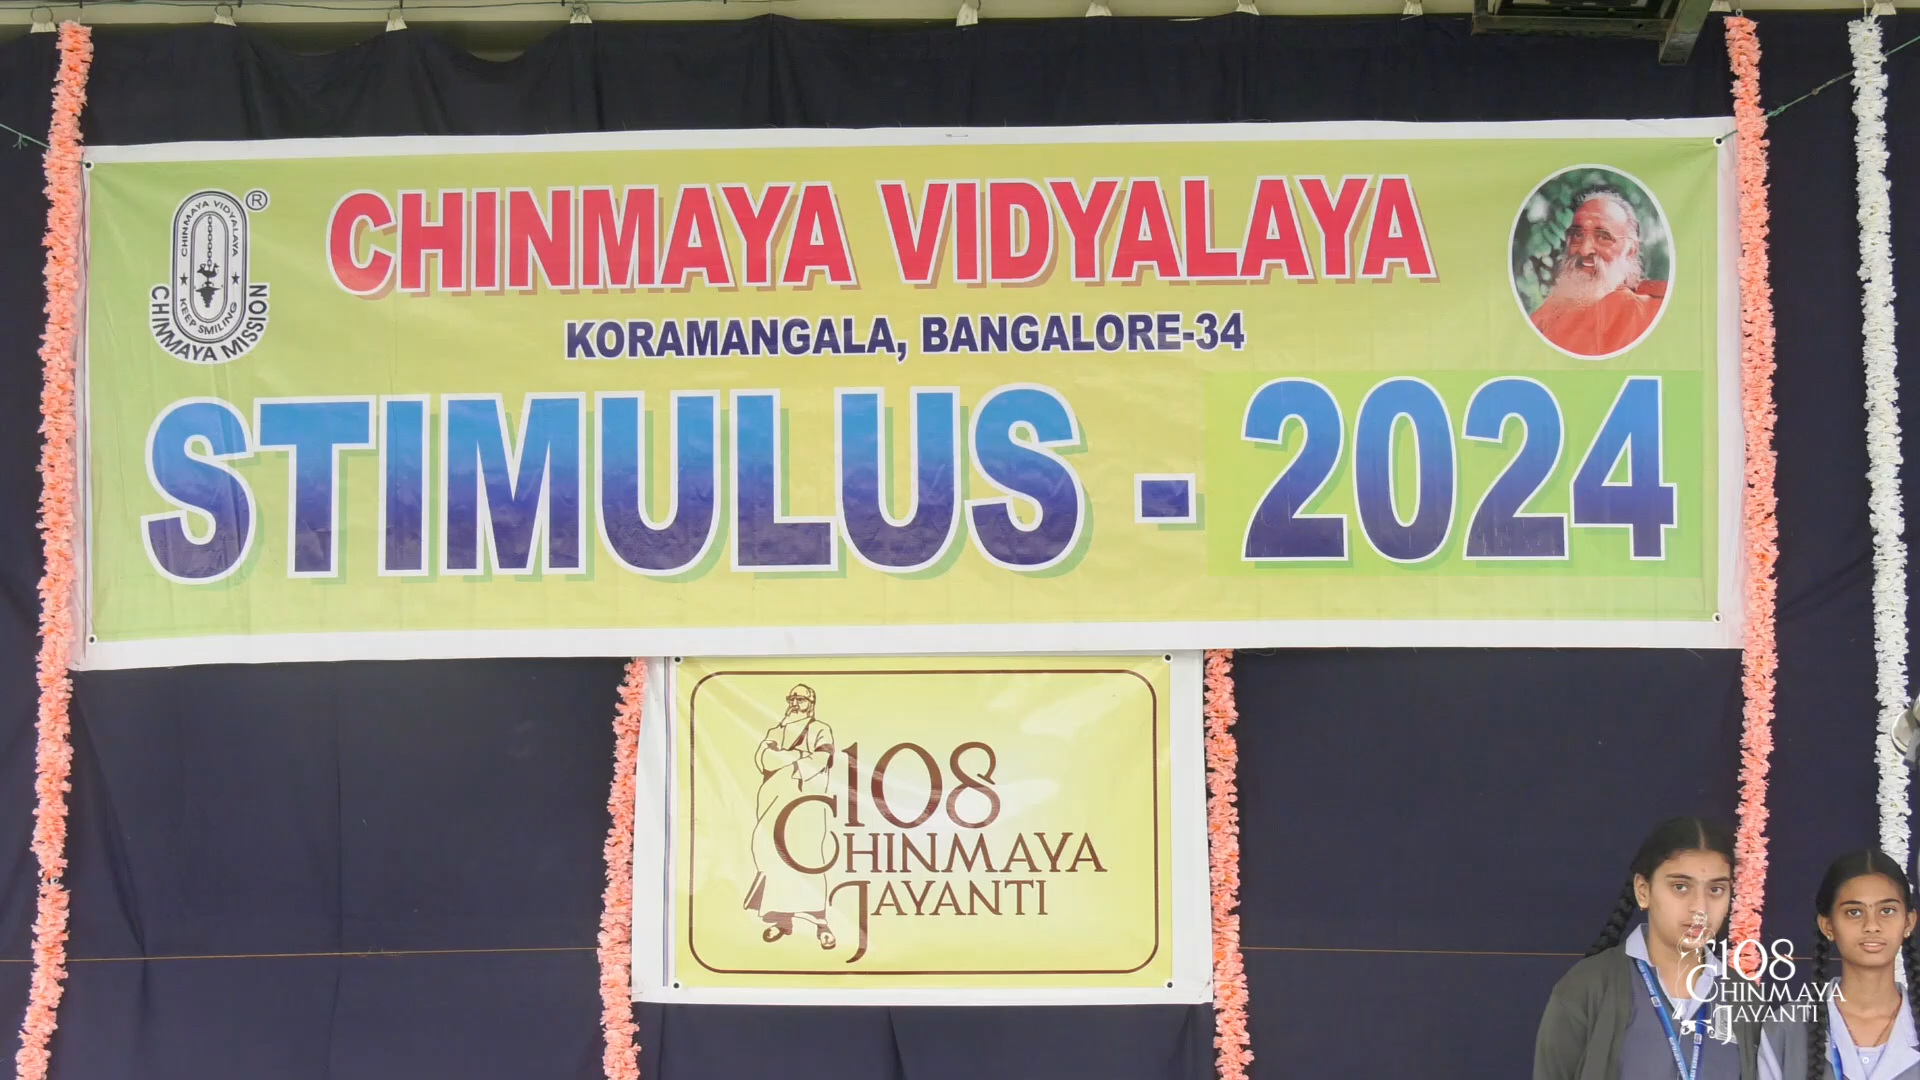 CHINMAYA VIDYALAYA
®
CHINMAYA VIDYALAYA
KEEP SMILING
CHINMAYA MISSION
KORAMANGALA, BANGALORE-34
STIMULUS - 2024
108
CHINMAYA
JAYANTI
108
CHINMAYA
JAYANTI